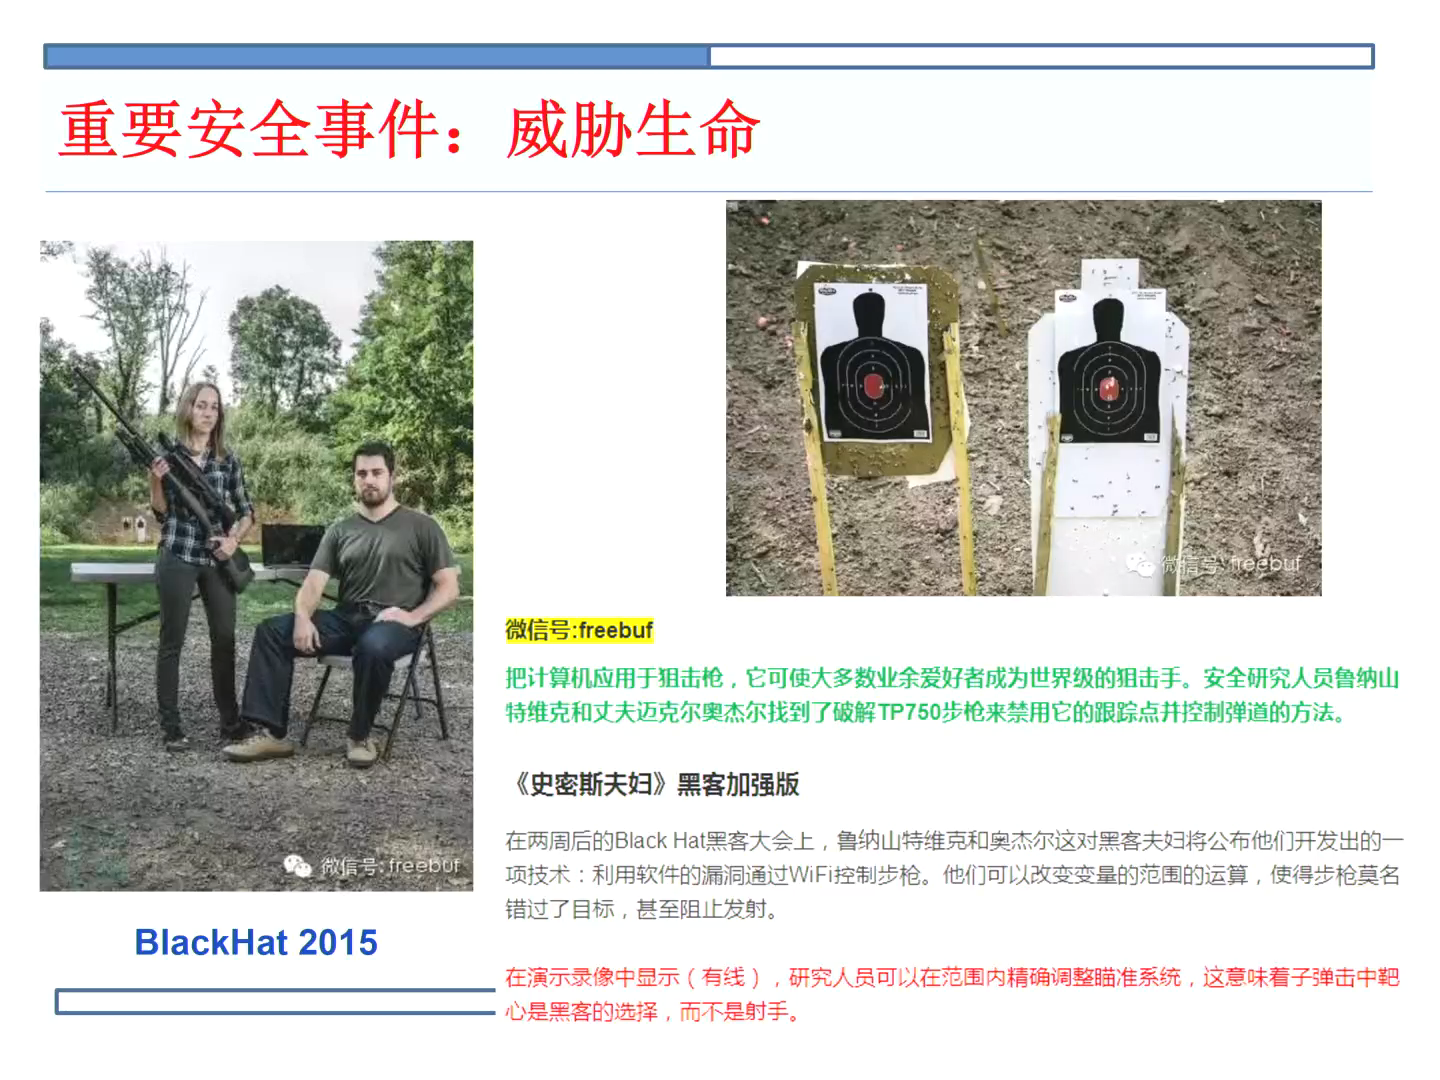 重要安全事件：威胁生命
微信号: freebuf
微信号: freebuf
BlackHat 2015
微信号:freebuf
把计算机应用于狙击枪，它可使大多数业余爱好者成为世界级的狙击手。安全研究人员鲁纳山
特维克和丈夫迈克尔奥杰尔找到了破解TP750步枪来禁用它的跟踪点并控制弹道的方法。
《史密斯夫妇》黑客加强版
在两周后的Black Hat黑客大会上，鲁纳山特维克和奥杰尔这对黑客夫妇将公布他们开发出的一
项技术：利用软件的漏洞通过WiFi控制步枪。他们可以改变变量的范围的运算，使得步枪莫名
错过了目标，甚至阻止发射。
在演示录像中显示（有线），研究人员可以在范围内精确调整瞄准系统，这意味着子弹击中靶
心是黑客的选择，而不是射手。